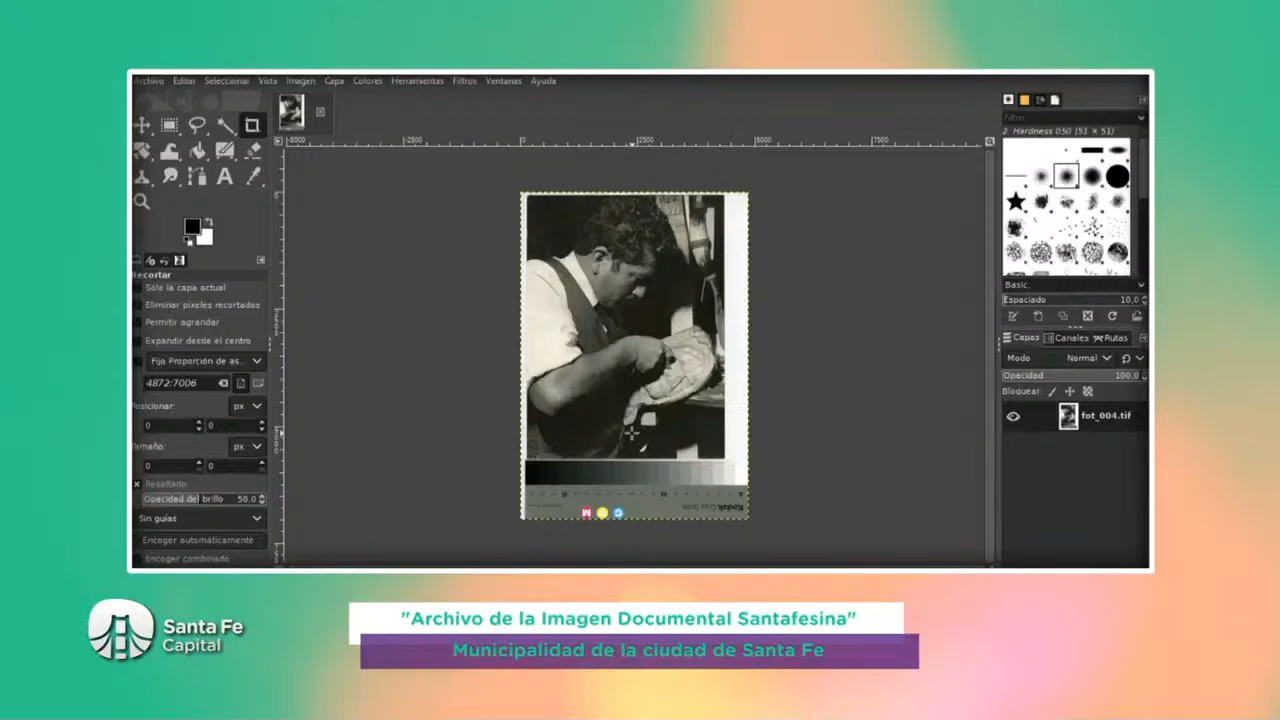 Archivo Editar Seleccionar Vista Imagen Capa Colores Herramientas Filtros Ventanas Ayuda
-5000 -2500 0 2500 5000 7500
Filtro
2. Hardness 050 (51 × 51)
Recortar
Sólo la capa actual
Eliminar píxeles recortados
Permitir agrandar
Expandir desde el centro
Fijo Proporción de as...
4872:7006
Posicionar: px
0 0
Tamaño: px
0 0
Resaltado
Opacidad del brillo 50.0
Sin guías
Encoger automáticamente
Encoger combinado
Basic,
Espaciado 10,0
Capas Canales Rutas
Modo Normal
Opacidad 100,0
Bloquear:
fot_004.tif
Kodak Gray Scale
M Y C
Santa Fe
Capital
"Archivo de la Imagen Documental Santafesina"
Municipalidad de la ciudad de Santa Fe